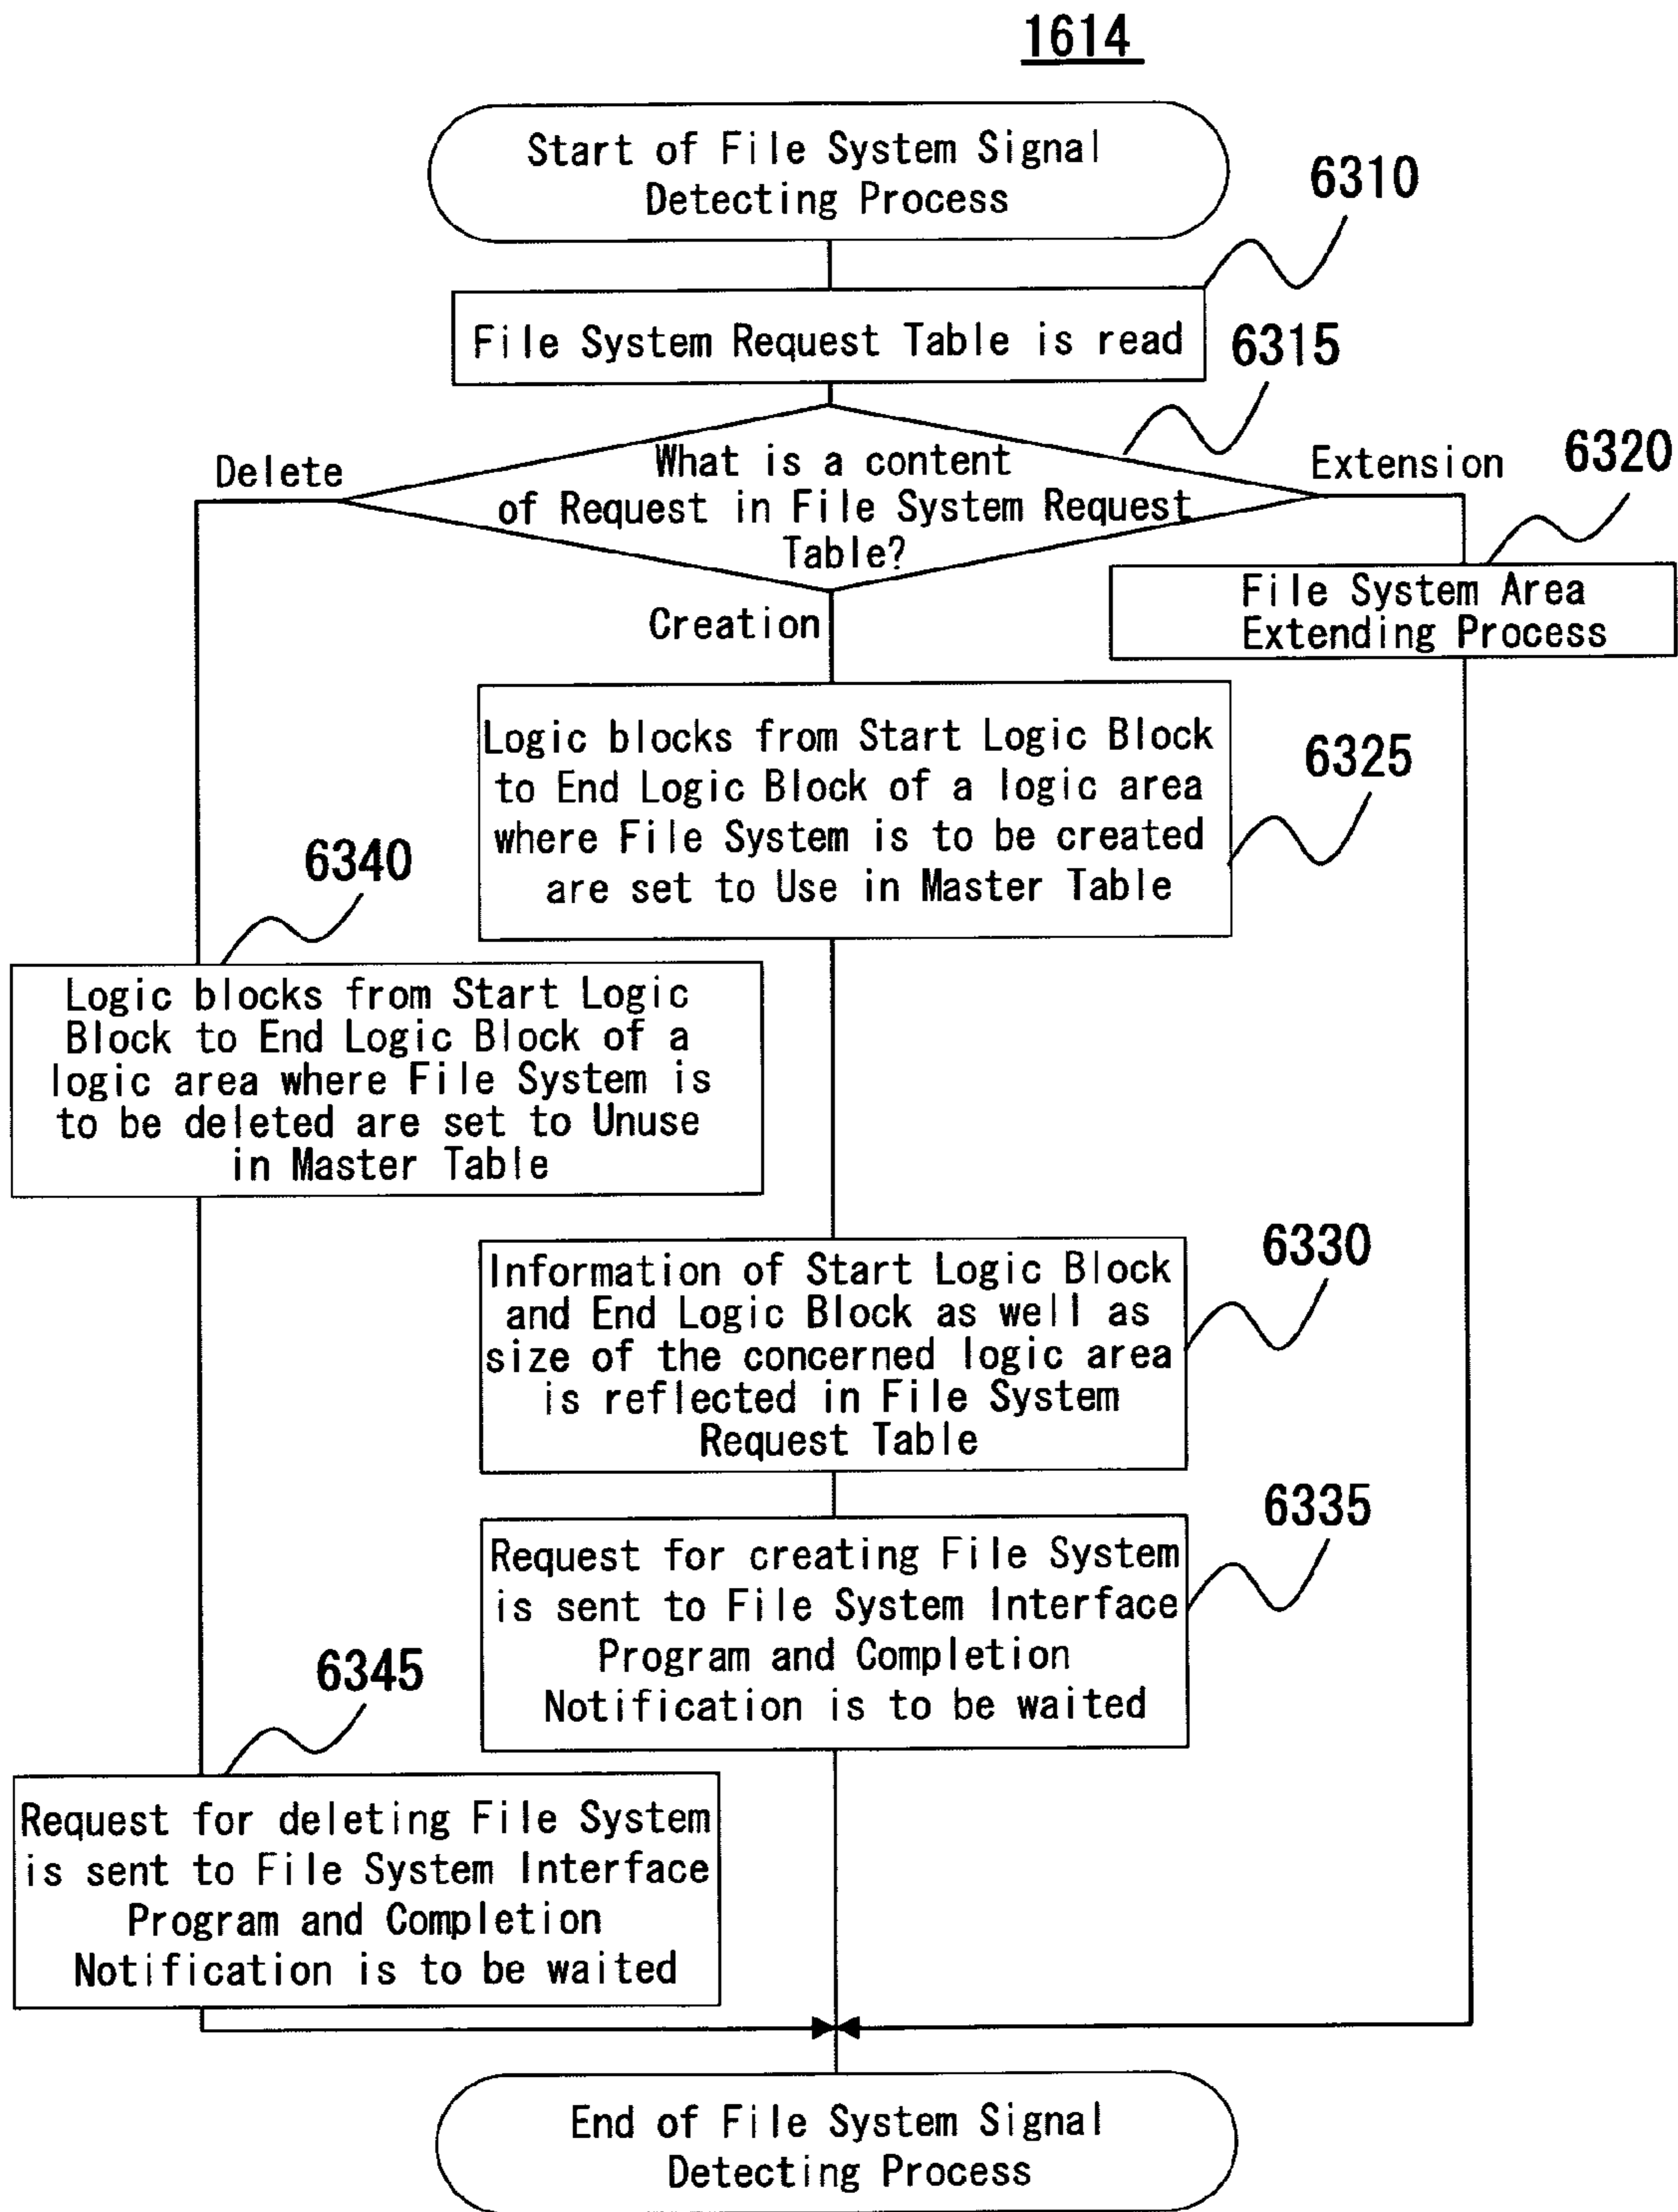 1614
Start of File System Signal
Detecting Process
6310
File System Request Table is read
6315
What is a content
of Request in File System Request
Table?
Delete
Extension
6320
File System Area
Extending Process
Creation
Logic blocks from Start Logic Block
to End Logic Block of a logic area
where File System is to be created
are set to Use in Master Table
6325
6340
Logic blocks from Start Logic
Block to End Logic Block of a
logic area where File System is
to be deleted are set to Unuse
in Master Table
6330
Information of Start Logic Block
and End Logic Block as well as
size of the concerned logic area
is reflected in File System
Request Table
6335
Request for creating File System
is sent to File System Interface
Program and Completion
Notification is to be waited
6345
Request for deleting File System
is sent to File System Interface
Program and Completion
Notification is to be waited
End of File System Signal
Detecting Process